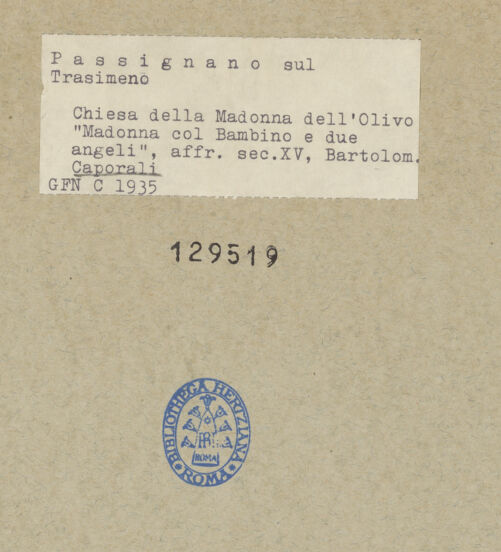 P a s s i g n a n o sul
Trasimeno
Chiesa della Madonna dell'Olivo
"Madonna col Bambino e due
angeli", affr. sec.XV, Bartolom.
Caporali
GFN C 1935
129519
BIBLIOTHECA HERTZIANA
ROMA
• ROMA •